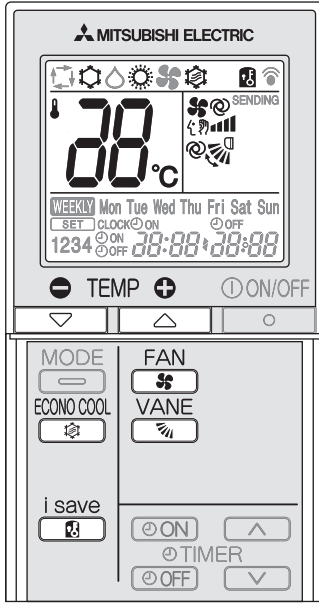 MITSUBISHI ELECTRIC
SENDING
88°C
WEEKLY Mon Tue Wed Thu Fri Sat Sun
SET CLOCK ON OFF
1234 ON OFF 88:88 88:88
TEMP ON/OFF
MODE FAN
ECONO COOL VANE
i save
ON
TIMER
OFF